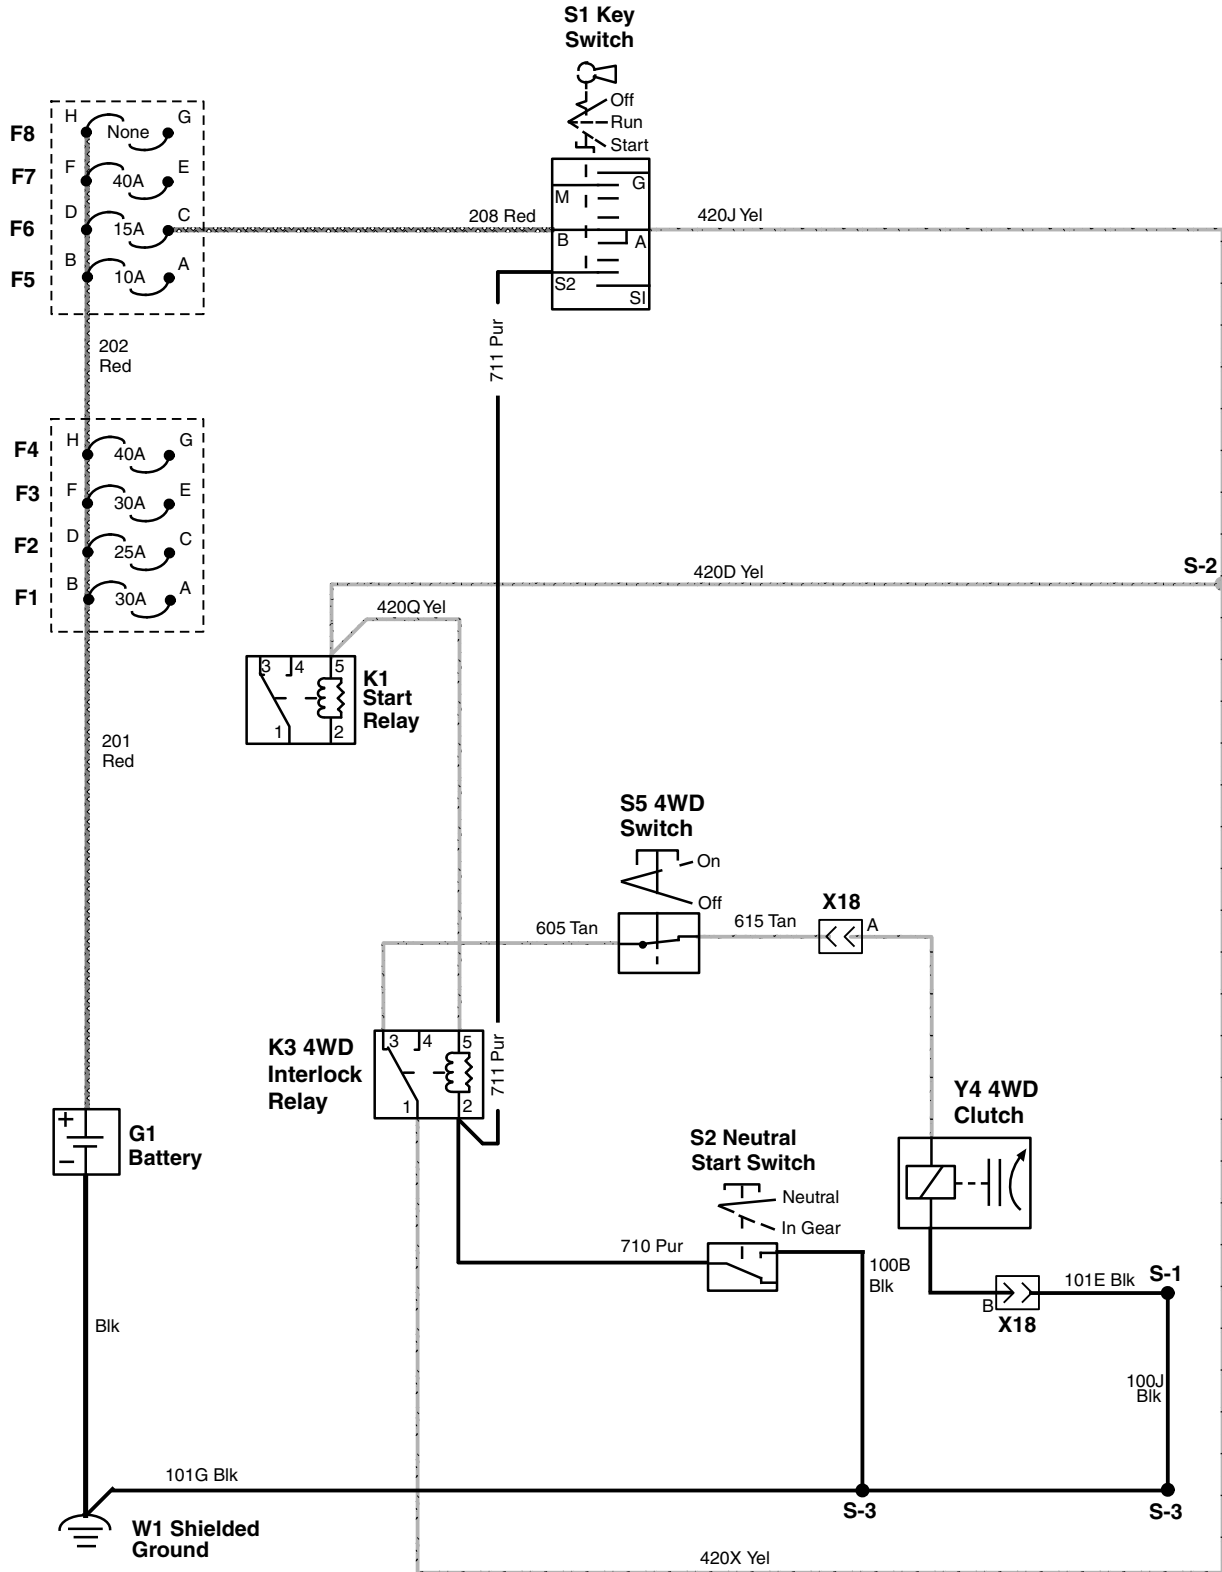 S1 Key
Switch
Off
Run
Start
F8
H
None
G
F7
F
40A
E
F6
D
15A
C
F5
B
10A
A
208 Red
M
G
B
A
S2
SI
420J Yel
711 Pur
202
Red
F4
H
40A
G
F3
F
30A
E
F2
D
25A
C
F1
B
30A
A
S-2
420D Yel
420Q Yel
3
4
5
1
2
K1
Start
Relay
201
Red
S5 4WD
Switch
On
Off
605 Tan
615 Tan
X18
A
K3 4WD
Interlock
Relay
3
4
5
1
2
711 Pur
Y4 4WD
Clutch
+
–
G1
Battery
S2 Neutral
Start Switch
Neutral
In Gear
710 Pur
100B
Blk
B
X18
101E Blk
S-1
Blk
100J
Blk
101G Blk
S-3
S-3
W1 Shielded
Ground
420X Yel